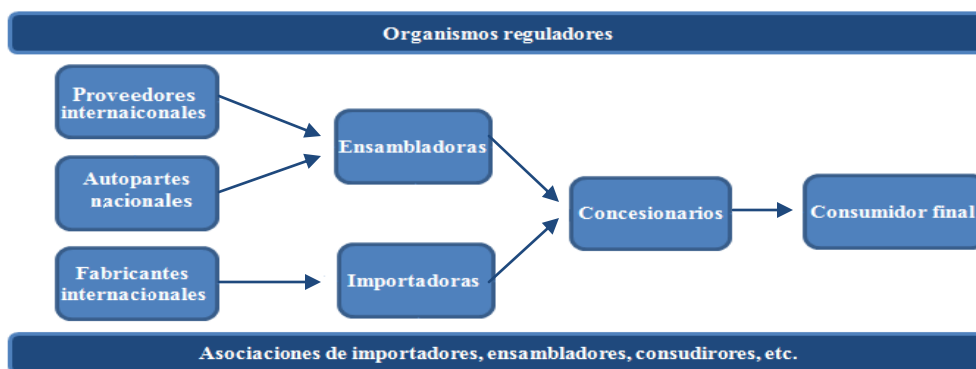 Organismos reguladores
Proveedores
internaiconales
Ensambladoras
Autopartes
nacionales
Concesionarios
Consumidor final
Fabricantes
internacionales
Importadoras
Asociaciones de importadores, ensambladores, consudirores, etc.